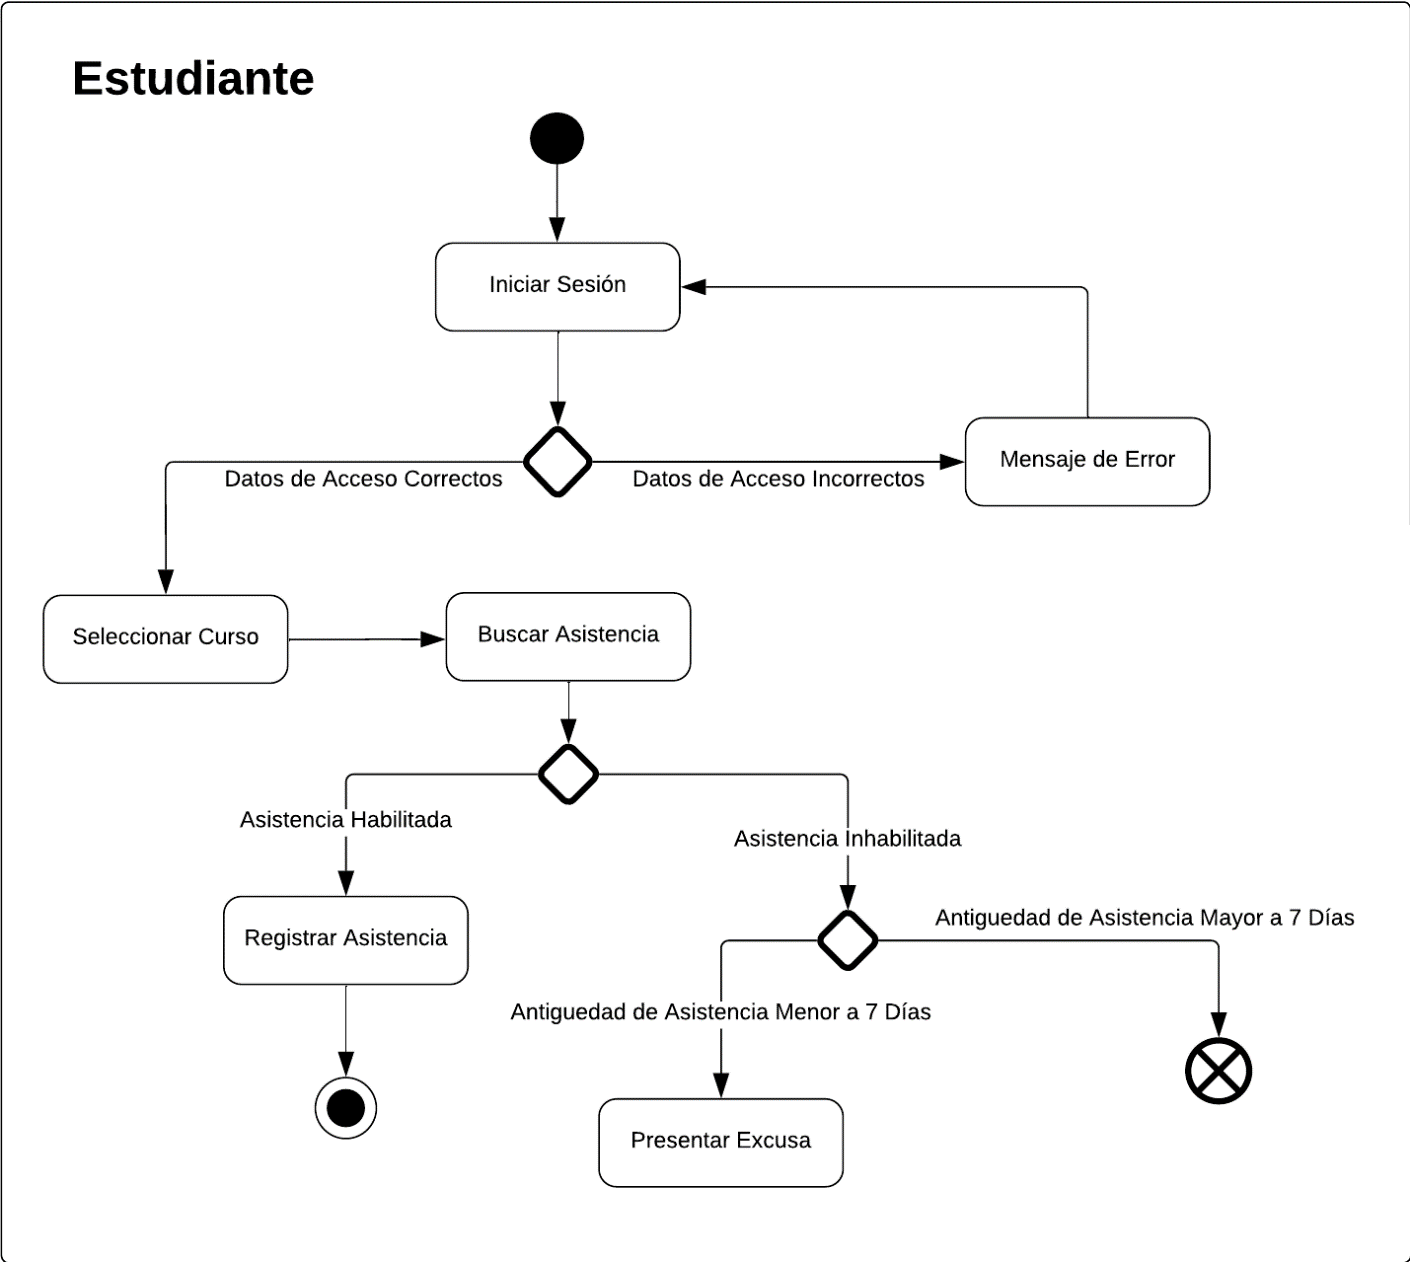 Estudiante
Iniciar Sesión
Datos de Acceso Correctos
Datos de Acceso Incorrectos
Mensaje de Error
Seleccionar Curso
Buscar Asistencia
Asistencia Habilitada
Asistencia Inhabilitada
Registrar Asistencia
Antiguedad de Asistencia Mayor a 7 Días
Antiguedad de Asistencia Menor a 7 Días
Presentar Excusa